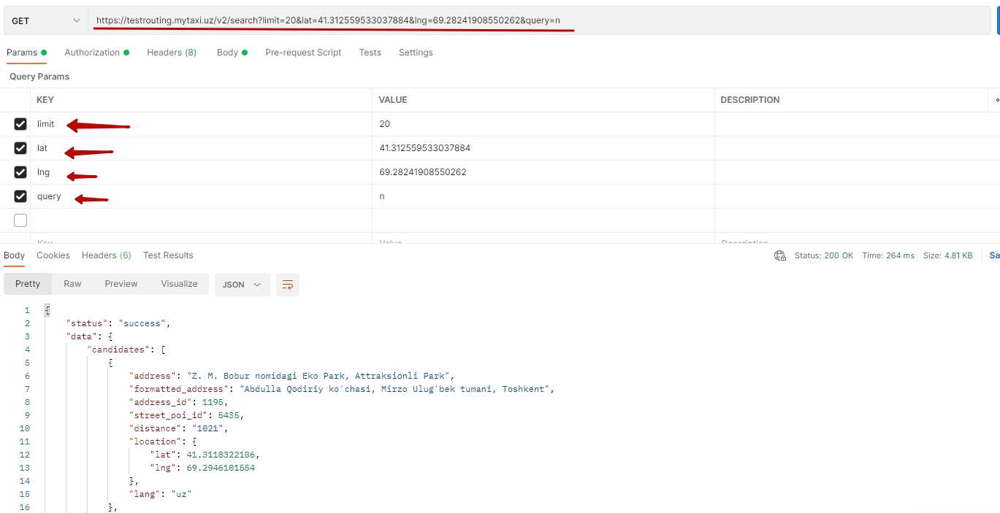 GET https://testrouting.mytaxi.uz/v2/search?limit=20&lat=41.312559533037884&lng=69.28241908550262&query=n
Params Authorization Headers (8) Body Pre-request Script Tests Settings
Query Params
KEY VALUE DESCRIPTION
limit 20
lat 41.312559533037884
lng 69.28241908550262
query n
Key Value Description
Body Cookies Headers (6) Test Results Status: 200 OK Time: 264 ms Size: 4.81 KB Sa
Pretty Raw Preview Visualize JSON
1 {
2 "status": "success",
3 "data": {
4 "candidates": [
5 {
6 "address": "Z. M. Bobur nomidagi Eko Park, Attraksionli Park",
7 "formatted_address": "Abdulla Qodiriy ko'chasi, Mirzo Ulug'bek tumani, Toshkent",
8 "address_id": 1195,
9 "street_poi_id": 5435,
10 "distance": "1021",
11 "location": {
12 "lat": 41.3118322106,
13 "lng": 69.2946101554
14 },
15 "lang": "uz"
16 },